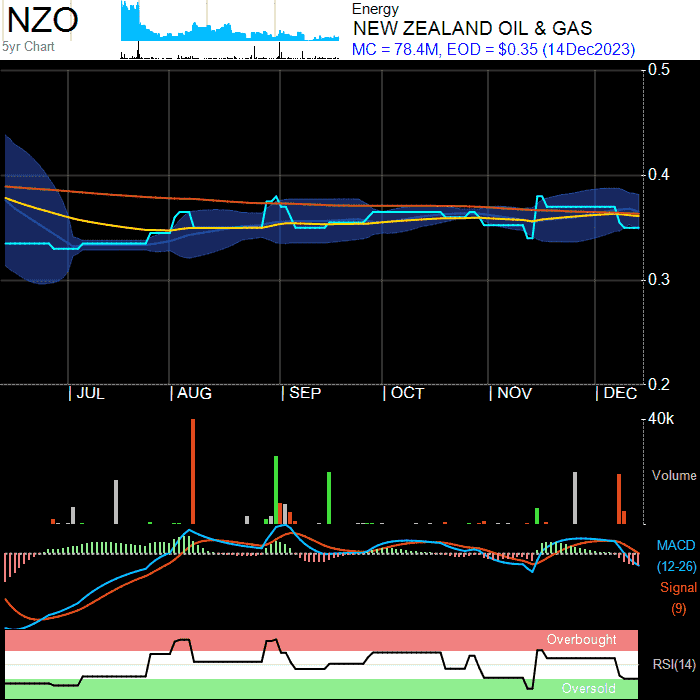 NZO
5yr Chart
Energy
NEW ZEALAND OIL & GAS
MC = 78.4M, EOD = $0.35 (14Dec2023)
0.5
0.4
0.3
0.2
JUL AUG SEP OCT NOV DEC
40k
Volume
MACD
(12-26)
Signal
(9)
Overbought
RSI(14)
Oversold